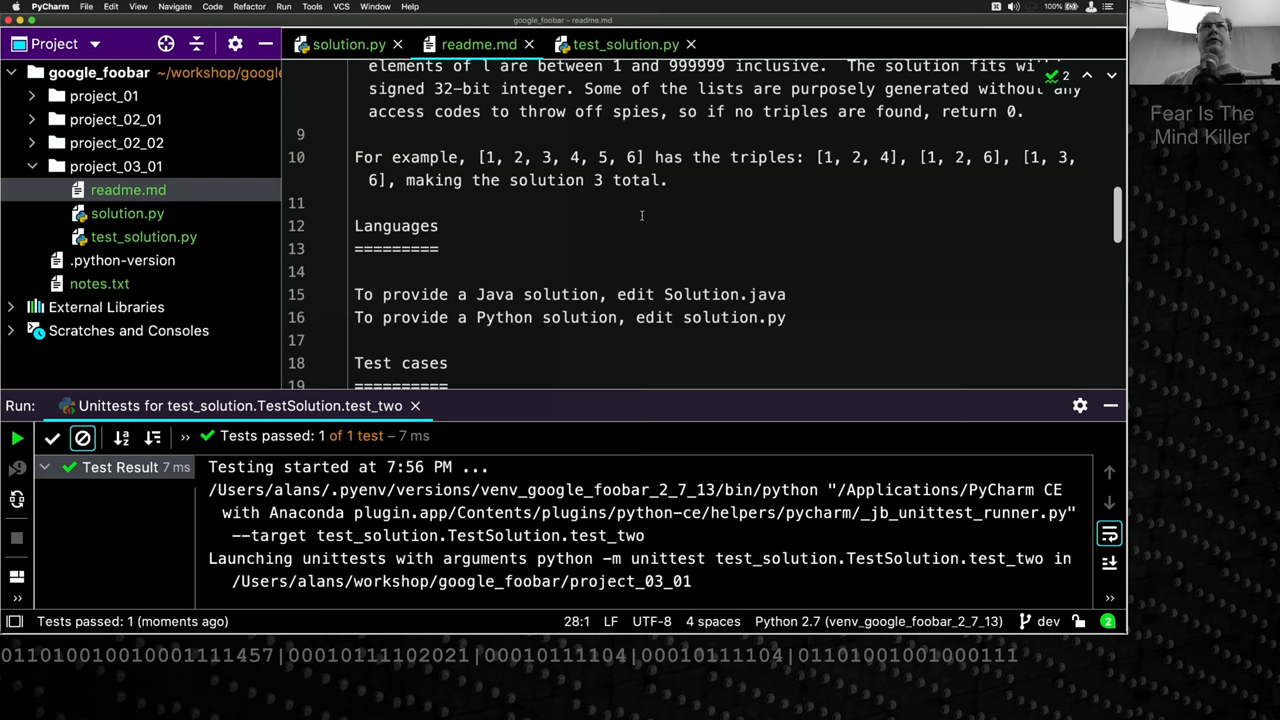 PyCharm File Edit View Navigate Code Refactor Run Tools VCS Window Help 100%
google_foobar – readme.md
Project solution.py readme.md test_solution.py
google_foobar ~/workshop/google
project_01
project_02_01
project_02_02
project_03_01
readme.md
solution.py
test_solution.py
.python-version
notes.txt
External Libraries
Scratches and Consoles
elements of l are between 1 and 999999 inclusive. The solution fits wi
2
signed 32-bit integer. Some of the lists are purposely generated without any
access codes to throw off spies, so if no triples are found, return 0.
9
10 For example, [1, 2, 3, 4, 5, 6] has the triples: [1, 2, 4], [1, 2, 6], [1, 3,
6], making the solution 3 total.
11
12 Languages
13 =========
14
15 To provide a Java solution, edit Solution.java
16 To provide a Python solution, edit solution.py
17
18 Test cases
19 ==========
Fear Is The
Mind Killer
Run: Unittests for test_solution.TestSolution.test_two
Tests passed: 1 of 1 test – 7 ms
Test Result 7 ms
Testing started at 7:56 PM ...
/Users/alans/.pyenv/versions/venv_google_foobar_2_7_13/bin/python "/Applications/PyCharm CE
with Anaconda plugin.app/Contents/plugins/python-ce/helpers/pycharm/_jb_unittest_runner.py"
--target test_solution.TestSolution.test_two
Launching unittests with arguments python -m unittest test_solution.TestSolution.test_two in
/Users/alans/workshop/google_foobar/project_03_01
Tests passed: 1 (moments ago) 28:1 LF UTF-8 4 spaces Python 2.7 (venv_google_foobar_2_7_13) dev 2
011010010010001111457|00010111102021|00010111104|00010111104|011010010001000111